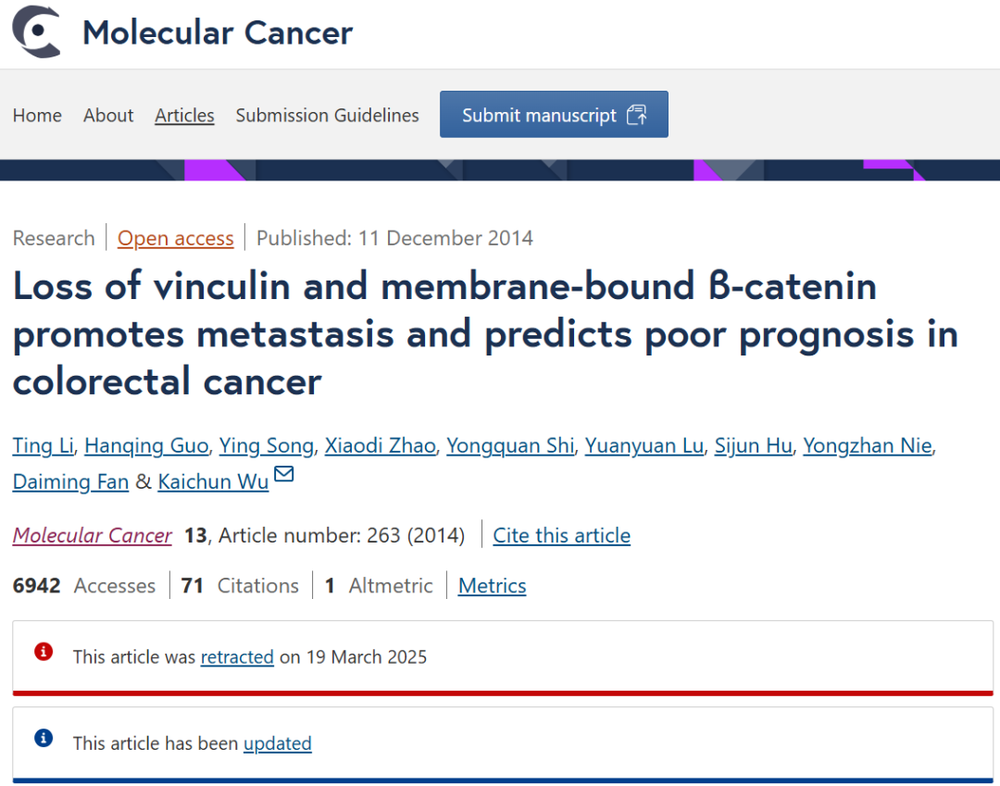 Molecular Cancer
Home About Articles Submission Guidelines Submit manuscript
Research Open access Published: 11 December 2014
Loss of vinculin and membrane-bound ß-catenin
promotes metastasis and predicts poor prognosis in
colorectal cancer
Ting Li, Hanqing Guo, Ying Song, Xiaodi Zhao, Yongquan Shi, Yuanyuan Lu, Sijun Hu, Yongzhan Nie,
Daiming Fan & Kaichun Wu
Molecular Cancer 13, Article number: 263 (2014) Cite this article
6942 Accesses 71 Citations 1 Altmetric Metrics
This article was retracted on 19 March 2025
This article has been updated